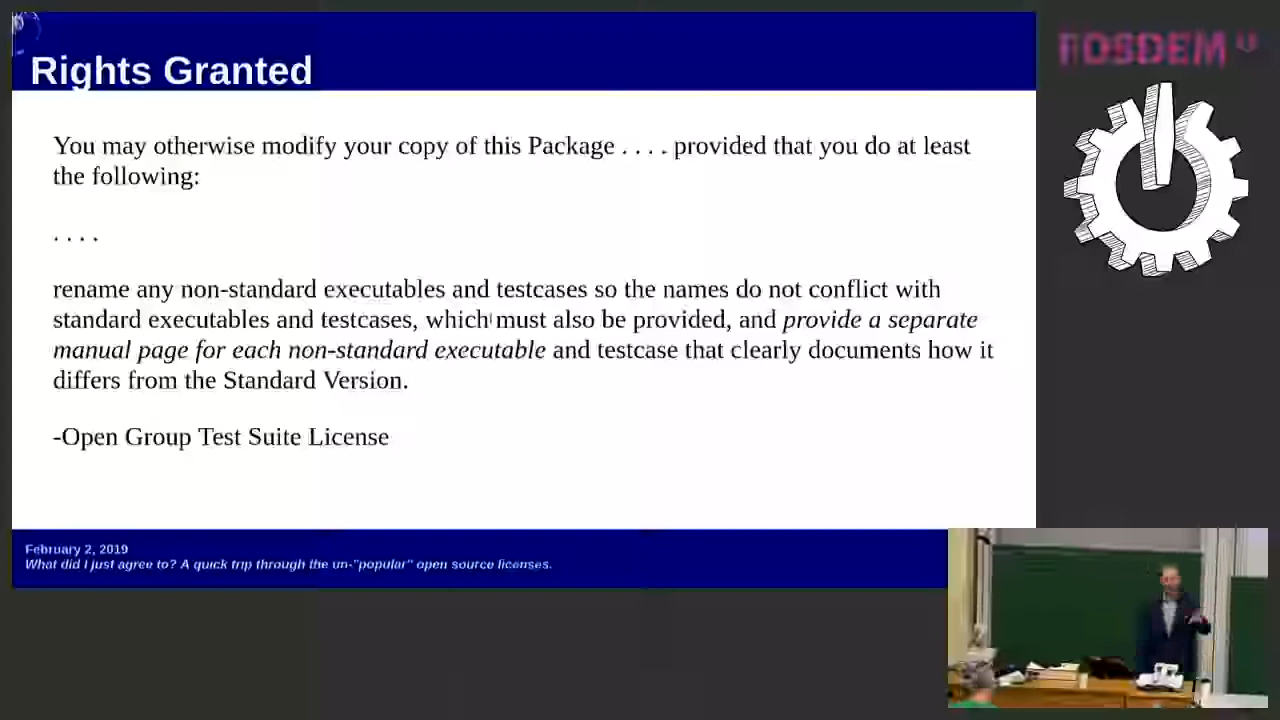 Rights Granted
You may otherwise modify your copy of this Package . . . . provided that you do at least
the following:
. . . .
rename any non-standard executables and testcases so the names do not conflict with
standard executables and testcases, which must also be provided, and provide a separate
manual page for each non-standard executable and testcase that clearly documents how it
differs from the Standard Version.
-Open Group Test Suite License
February 2, 2019
What did I just agree to? A quick trip through the un-"popular" open source licenses.
FOSDEM